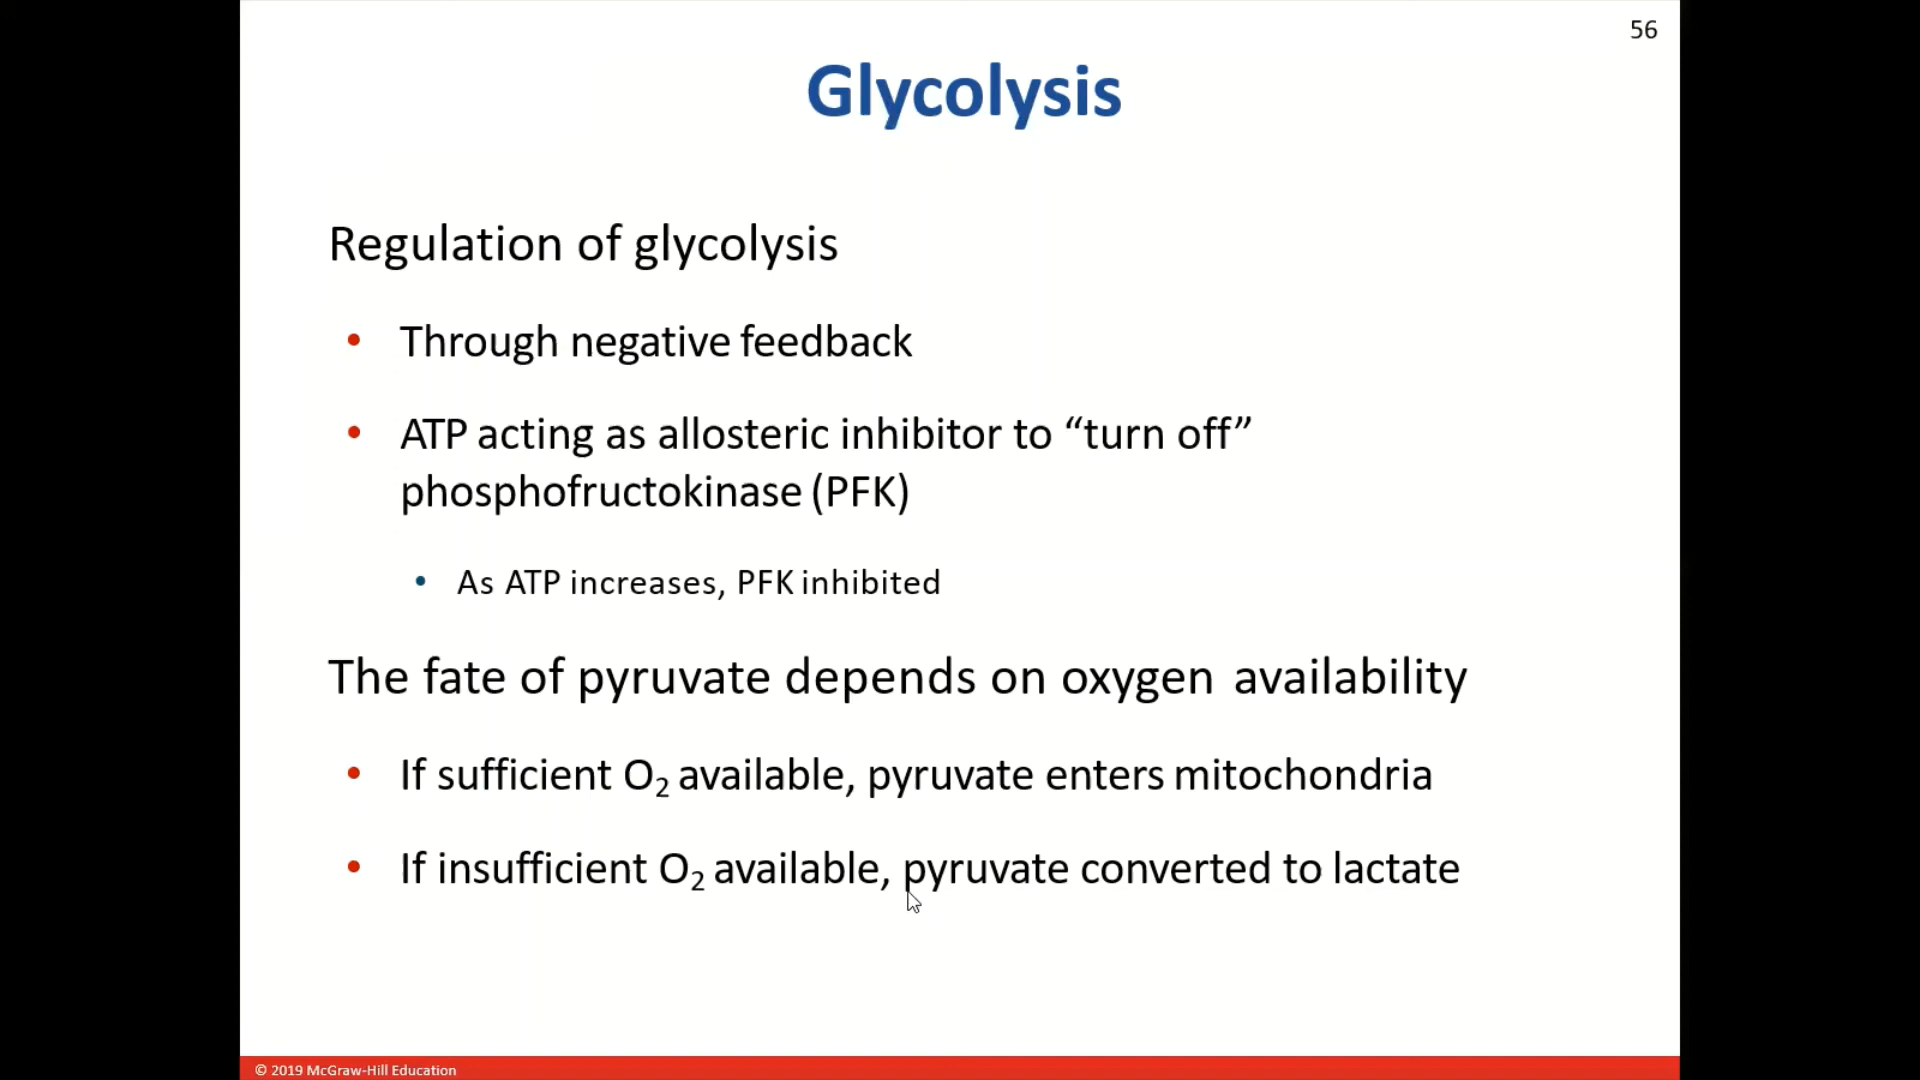 56
Glycolysis
Regulation of glycolysis
• Through negative feedback
• ATP acting as allosteric inhibitor to “turn off”
phosphofructokinase (PFK)
• As ATP increases, PFK inhibited
The fate of pyruvate depends on oxygen availability
• If sufficient O₂ available, pyruvate enters mitochondria
• If insufficient O₂ available, pyruvate converted to lactate
© 2019 McGraw-Hill Education